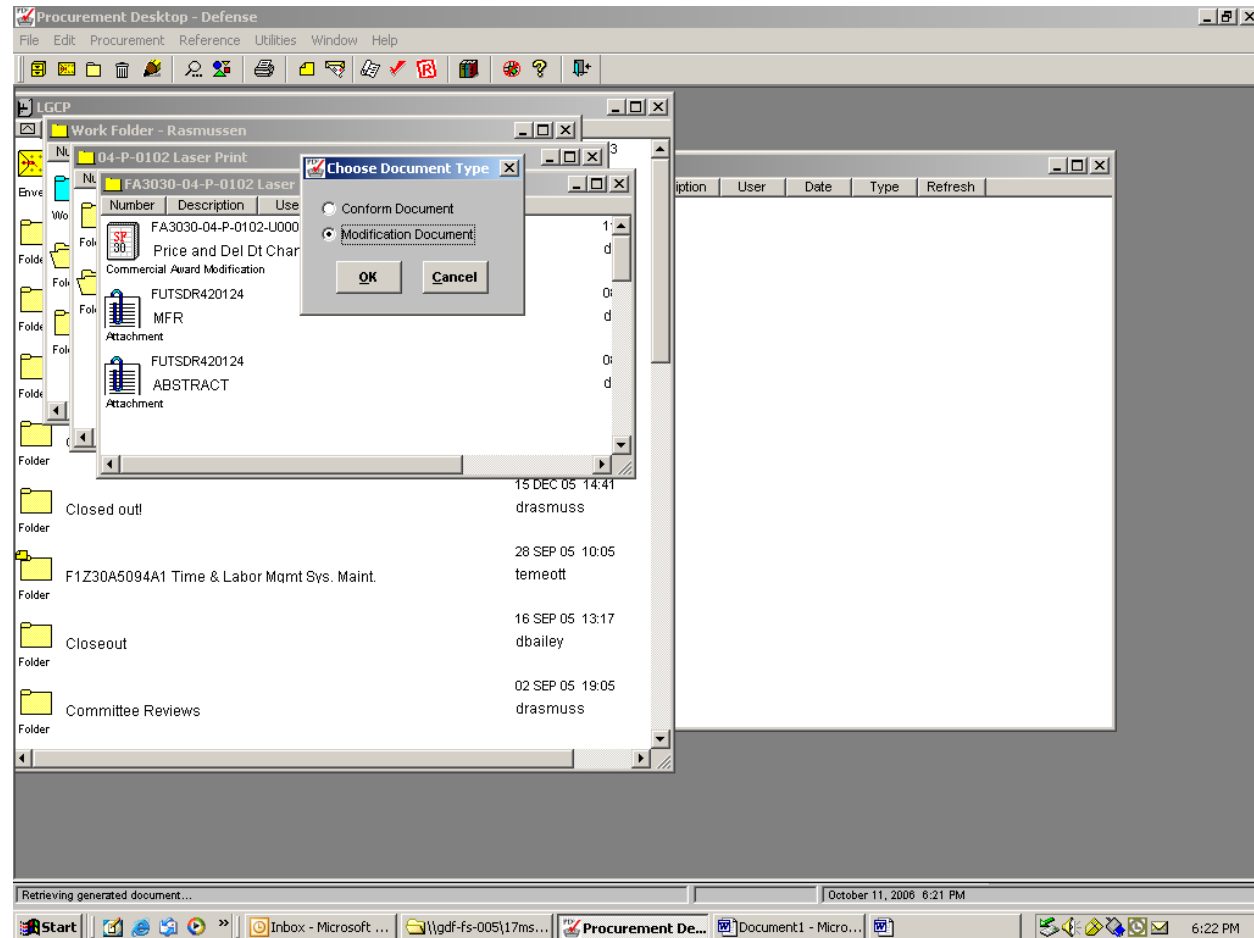 Procurement Desktop - Defense
File Edit Procurement Reference Utilities Window Help
LGCP
Work Folder - Rasmussen
04-P-0102 Laser Print
FA3030-04-P-0102 Laser
Choose Document Type
Conform Document
Modification Document
OK Cancel
Number Description Use
FA3030-04-P-0102-U000
SP
30
Price and Del Dt Char
Commercial Award Modification
FUTSDR420124
MFR
Attachment
FUTSDR420124
ABSTRACT
Attachment
User Date Type Refresh
Folder
15 DEC 05 14:41
Closed out! drasmuss
Folder
28 SEP 05 10:05
F1Z30A5094A1 Time & Labor Mgmt Sys. Maint. temeott
Folder
16 SEP 05 13:17
Closeout dbailey
Folder
02 SEP 05 19:05
Committee Reviews drasmuss
Folder
Retrieving generated document... October 11, 2006 6:21 PM
Start Inbox - Microsoft ... \\gdf-fs-005\17ms... Procurement De... Document1 - Micro... 6:22 PM